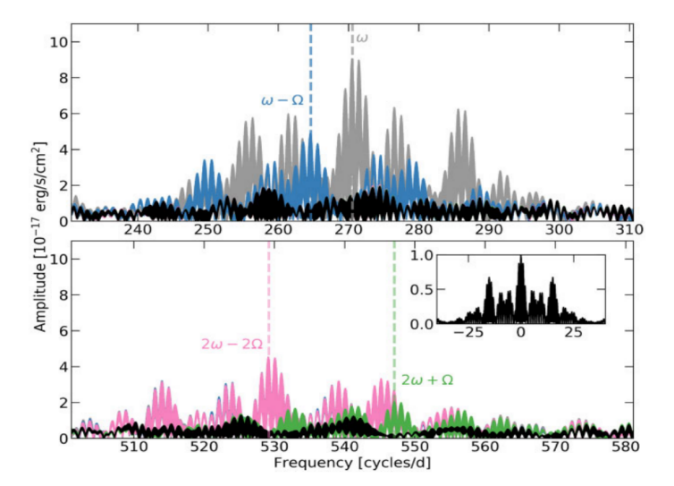 10
8
6
4
2
0
ω
ω − Ω
240 250 260 270 280 290 300 310
Amplitude [10⁻¹⁷ erg/s/cm²]
10
8
6
4
2
0
1.0
0.5
0.0
−25 0 25
2ω − 2Ω
2ω + Ω
510 520 530 540 550 560 570 580
Frequency [cycles/d]